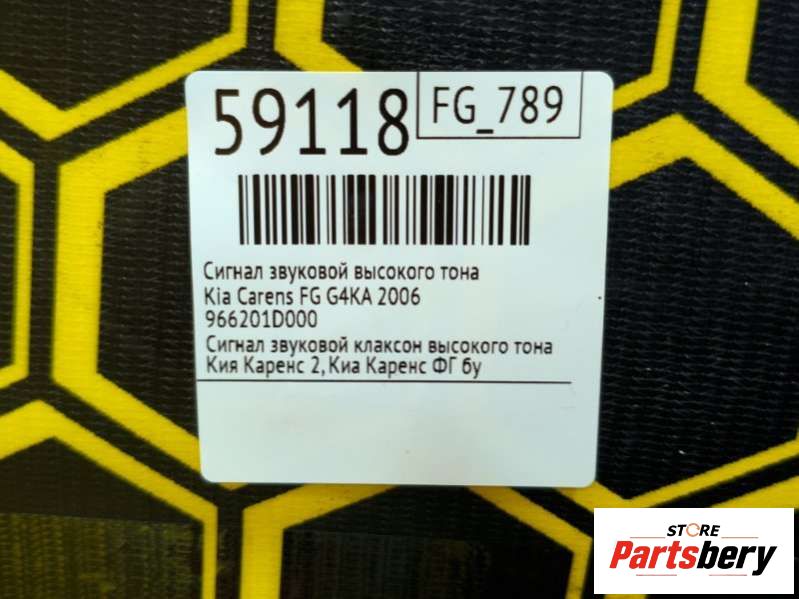 59118
FG_789
Сигнал звуковой высокого тона
Kia Carens FG G4KA 2006
966201D000
Сигнал звуковой клаксон высокого тона
Кия Каренс 2, Киа Каренс ФГ бу
STORE
Partsbery